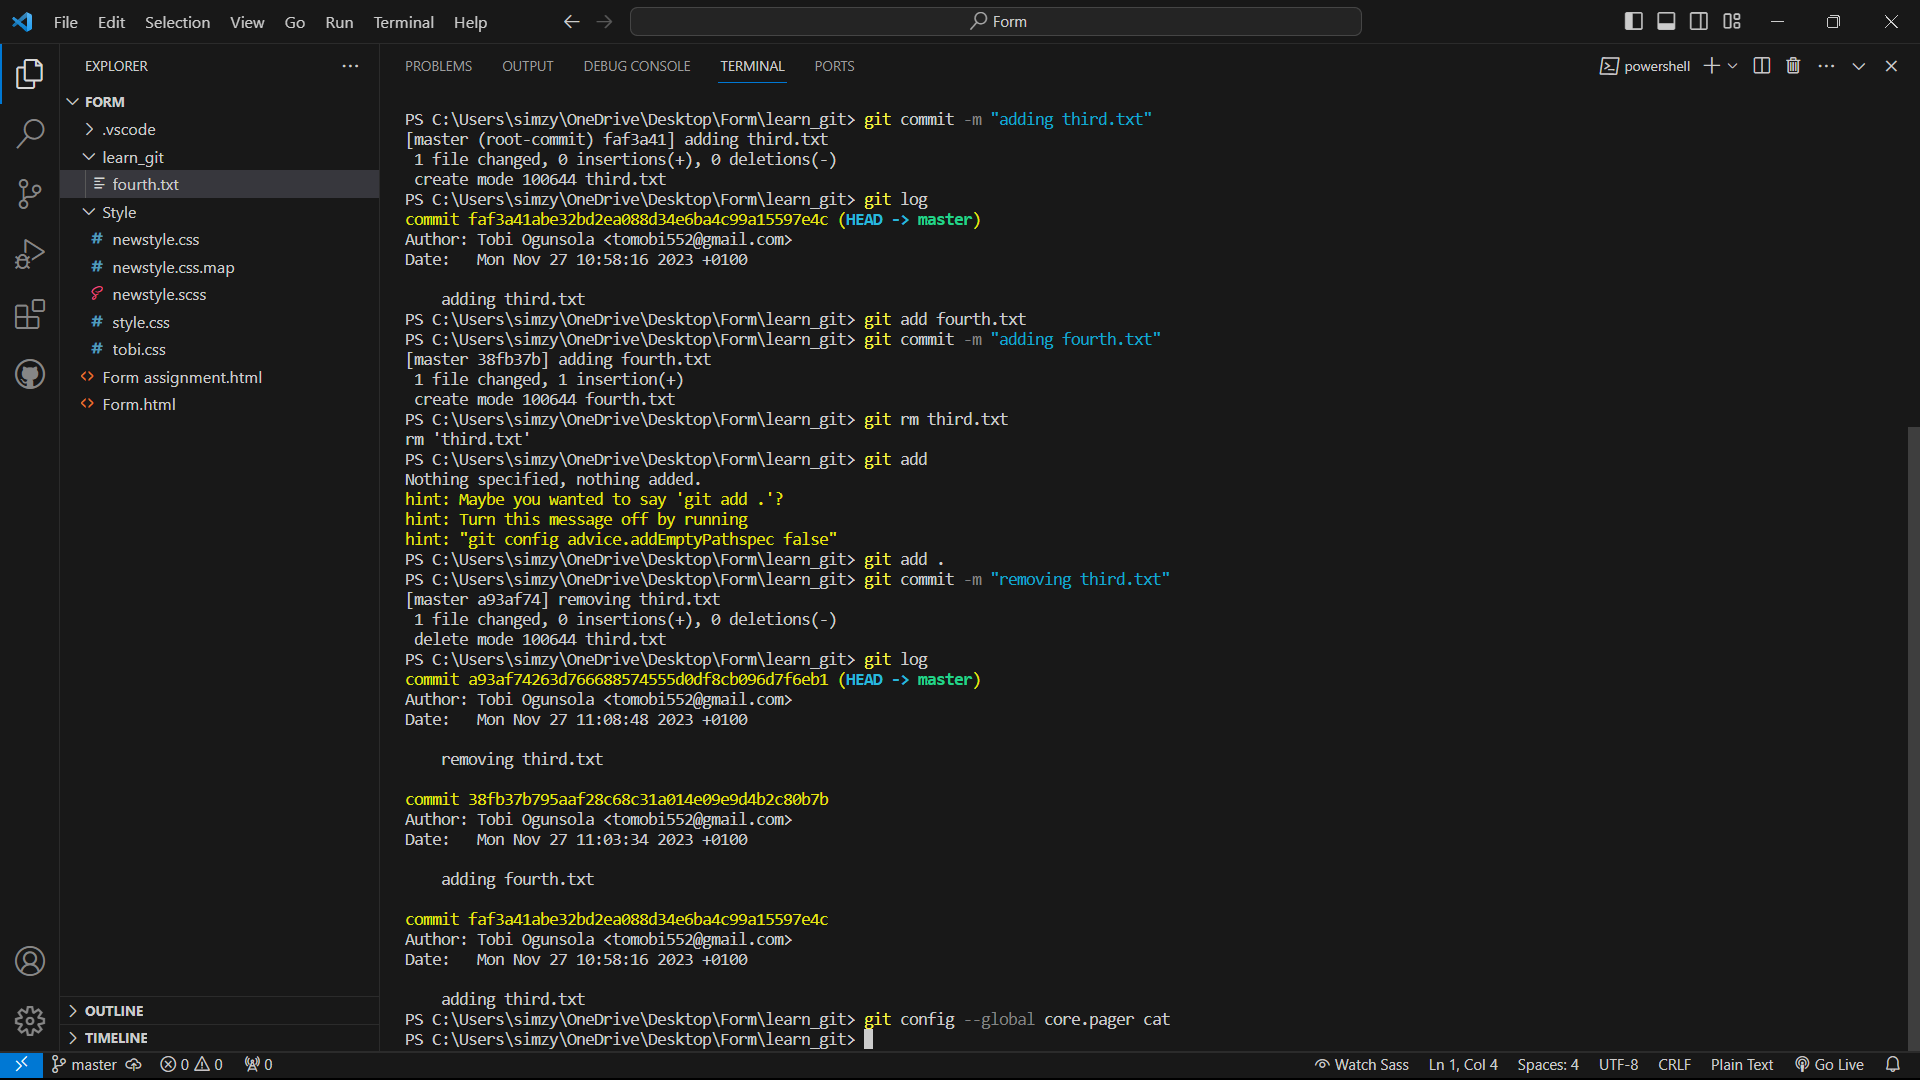 File Edit Selection View Go Run Terminal Help
Form
EXPLORER
FORM
.vscode
learn_git
fourth.txt
Style
newstyle.css
newstyle.css.map
newstyle.scss
style.css
tobi.css
Form assignment.html
Form.html
OUTLINE
TIMELINE
PROBLEMS OUTPUT DEBUG CONSOLE TERMINAL PORTS
powershell
PS C:\Users\simzy\OneDrive\Desktop\Form\learn_git> git commit -m "adding third.txt"
[master (root-commit) faf3a41] adding third.txt
1 file changed, 0 insertions(+), 0 deletions(-)
create mode 100644 third.txt
PS C:\Users\simzy\OneDrive\Desktop\Form\learn_git> git log
commit faf3a41abe32bd2ea088d34e6ba4c99a15597e4c (HEAD -> master)
Author: Tobi Ogunsola <tomobi552@gmail.com>
Date: Mon Nov 27 10:58:16 2023 +0100
adding third.txt
PS C:\Users\simzy\OneDrive\Desktop\Form\learn_git> git add fourth.txt
PS C:\Users\simzy\OneDrive\Desktop\Form\learn_git> git commit -m "adding fourth.txt"
[master 38fb37b] adding fourth.txt
1 file changed, 1 insertion(+)
create mode 100644 fourth.txt
PS C:\Users\simzy\OneDrive\Desktop\Form\learn_git> git rm third.txt
rm 'third.txt'
PS C:\Users\simzy\OneDrive\Desktop\Form\learn_git> git add
Nothing specified, nothing added.
hint: Maybe you wanted to say 'git add .'?
hint: Turn this message off by running
hint: "git config advice.addEmptyPathspec false"
PS C:\Users\simzy\OneDrive\Desktop\Form\learn_git> git add .
PS C:\Users\simzy\OneDrive\Desktop\Form\learn_git> git commit -m "removing third.txt"
[master a93af74] removing third.txt
1 file changed, 0 insertions(+), 0 deletions(-)
delete mode 100644 third.txt
PS C:\Users\simzy\OneDrive\Desktop\Form\learn_git> git log
commit a93af74263d766688574555d0df8cb096d7f6eb1 (HEAD -> master)
Author: Tobi Ogunsola <tomobi552@gmail.com>
Date: Mon Nov 27 11:08:48 2023 +0100
removing third.txt
commit 38fb37b795aaf28c68c31a014e09e9d4b2c80b7b
Author: Tobi Ogunsola <tomobi552@gmail.com>
Date: Mon Nov 27 11:03:34 2023 +0100
adding fourth.txt
commit faf3a41abe32bd2ea088d34e6ba4c99a15597e4c
Author: Tobi Ogunsola <tomobi552@gmail.com>
Date: Mon Nov 27 10:58:16 2023 +0100
adding third.txt
PS C:\Users\simzy\OneDrive\Desktop\Form\learn_git> git config --global core.pager cat
PS C:\Users\simzy\OneDrive\Desktop\Form\learn_git>
master 0 0 0 Watch Sass Ln 1, Col 4 Spaces: 4 UTF-8 CRLF Plain Text Go Live